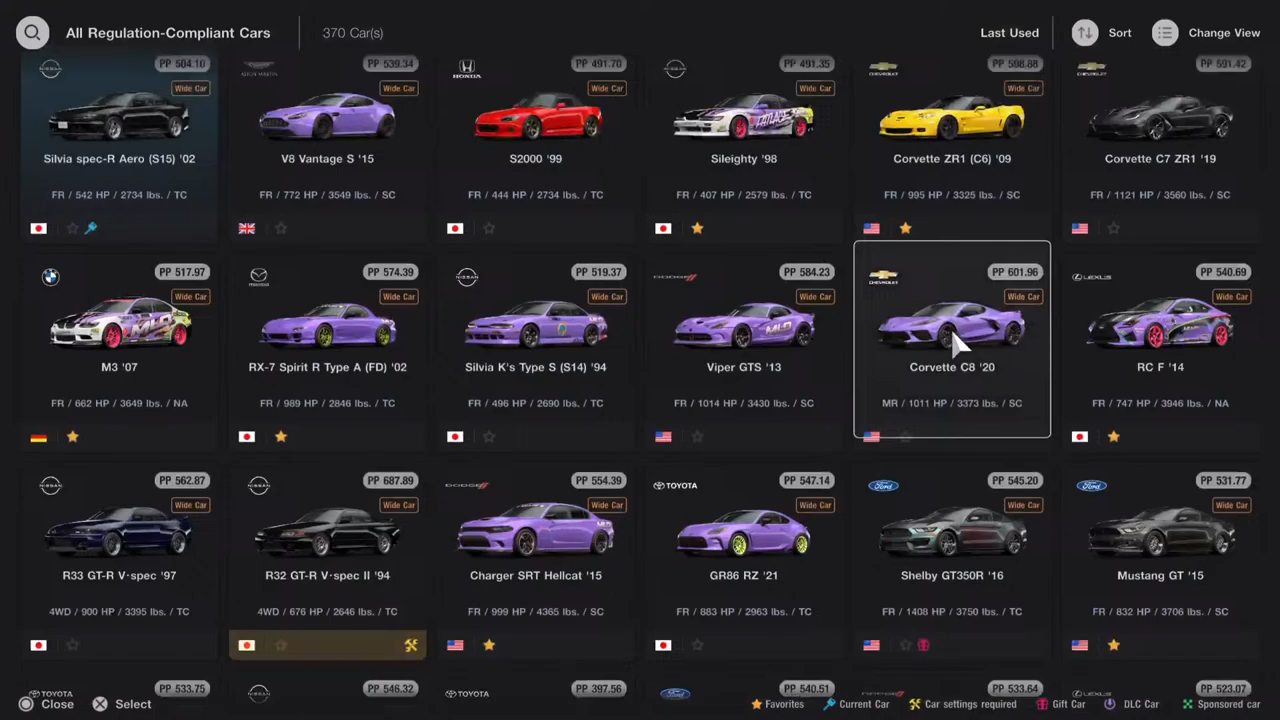 All Regulation-Compliant Cars
370 Car(s)
Last Used
Sort
Change View
PP 504.10
PP 539.34
HONDA
PP 491.70
PP 491.35
CHEVROLET
PP 598.88
CHEVROLET
PP 591.42
Wide Car
Wide Car
Wide Car
Wide Car
Wide Car
Silvia spec-R Aero (S15) '02
V8 Vantage S '15
S2000 '99
Sileighty '98
Corvette ZR1 (C6) '09
Corvette C7 ZR1 '19
FR / 542 HP / 2734 lbs. / TC
FR / 772 HP / 3549 lbs. / SC
FR / 444 HP / 2734 lbs. / TC
FR / 407 HP / 2579 lbs. / TC
FR / 995 HP / 3325 lbs. / SC
FR / 1121 HP / 3560 lbs. / SC
PP 517.97
PP 574.39
PP 519.37
DODGE
PP 584.23
CHEVROLET
PP 601.96
LEXUS
PP 540.69
Wide Car
Wide Car
Wide Car
Wide Car
Wide Car
Wide Car
M3 '07
RX-7 Spirit R Type A (FD) '02
Silvia K's Type S (S14) '94
Viper GTS '13
Corvette C8 '20
RC F '14
FR / 662 HP / 3649 lbs. / NA
FR / 989 HP / 2846 lbs. / TC
FR / 496 HP / 2690 lbs. / TC
FR / 1014 HP / 3430 lbs. / SC
MR / 1011 HP / 3373 lbs. / SC
FR / 747 HP / 3946 lbs. / NA
PP 562.87
PP 687.89
DODGE
PP 554.39
TOYOTA
PP 547.14
Ford
PP 545.20
Ford
PP 531.77
Wide Car
Wide Car
Wide Car
Wide Car
Wide Car
Wide Car
R33 GT-R V·spec '97
R32 GT-R V·spec II '94
Charger SRT Hellcat '15
GR86 RZ '21
Shelby GT350R '16
Mustang GT '15
4WD / 900 HP / 3395 lbs. / TC
4WD / 676 HP / 2646 lbs. / TC
FR / 999 HP / 4365 lbs. / SC
FR / 883 HP / 2963 lbs. / TC
FR / 1408 HP / 3750 lbs. / TC
FR / 832 HP / 3706 lbs. / SC
TOYOTA
PP 533.75
PP 546.32
TOYOTA
PP 397.56
PP 540.51
PP 533.64
LEXUS
PP 523.07
Close
Select
Favorites
Current Car
Car settings required
Gift Car
DLC Car
Sponsored car